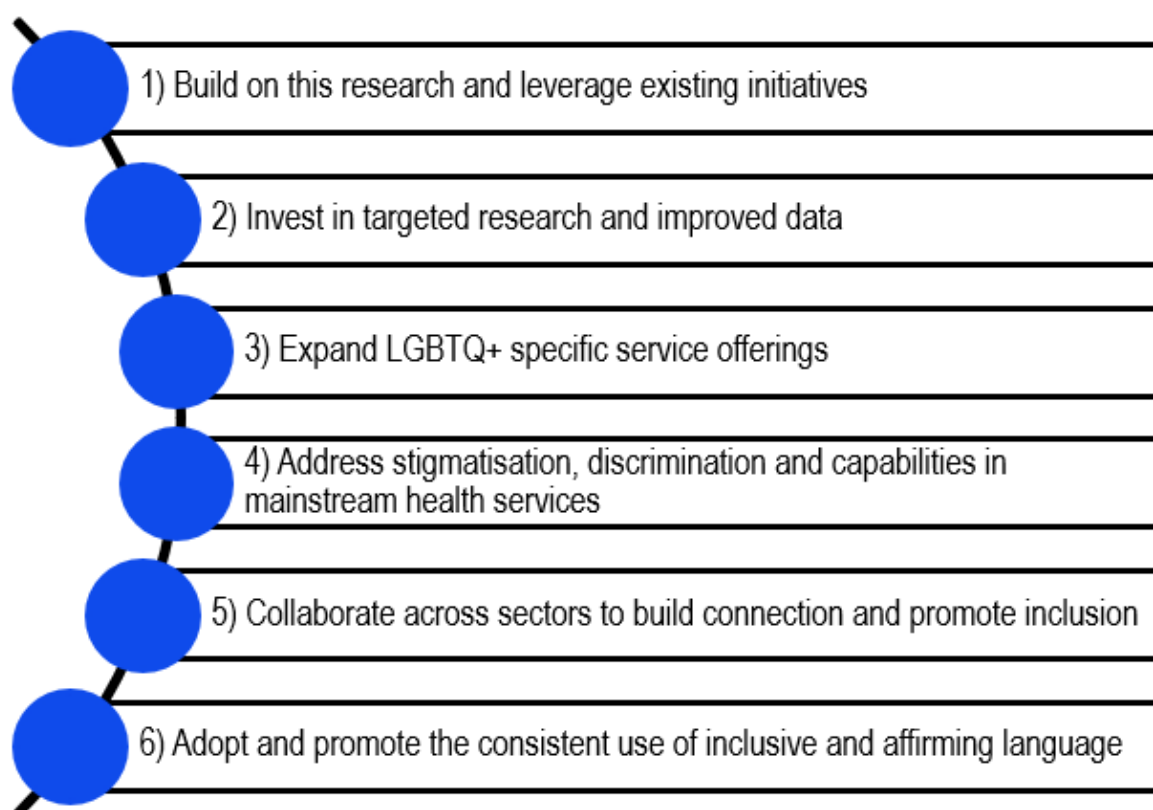 1) Build on this research and leverage existing initiatives
2) Invest in targeted research and improved data
3) Expand LGBTQ+ specific service offerings
4) Address stigmatisation, discrimination and capabilities in
mainstream health services
5) Collaborate across sectors to build connection and promote inclusion
6) Adopt and promote the consistent use of inclusive and affirming language